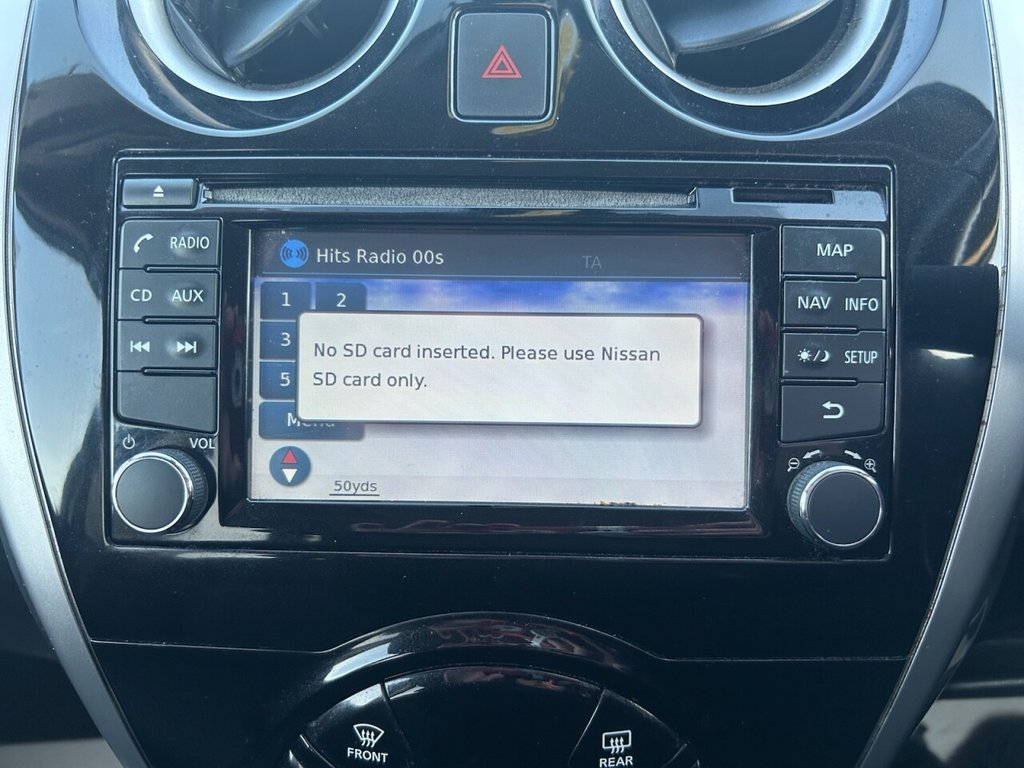 RADIO
CD AUX
VOL
Hits Radio 00s
TA
1 2
3
5
Menu
No SD card inserted. Please use Nissan
SD card only.
50yds
MAP
NAV INFO
SETUP
FRONT
REAR